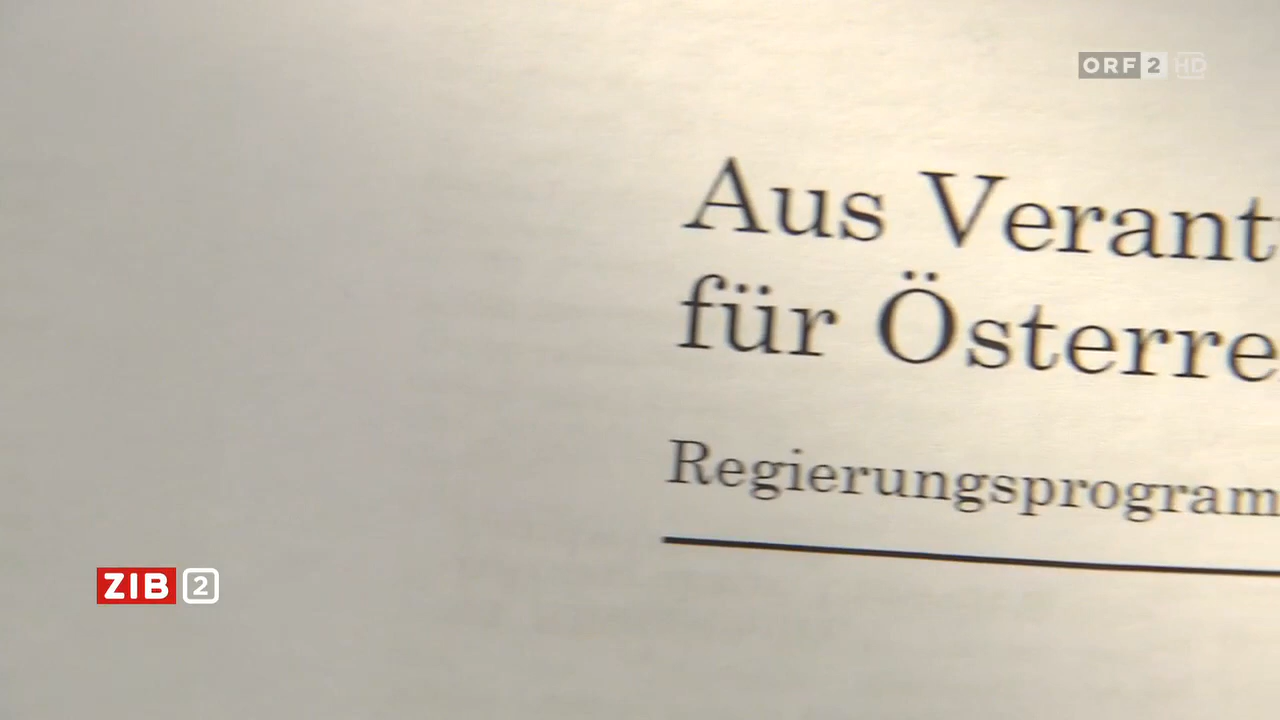 ORF 2 HD
Aus Verant
für Österre
Regierungsprogram
ZIB 2